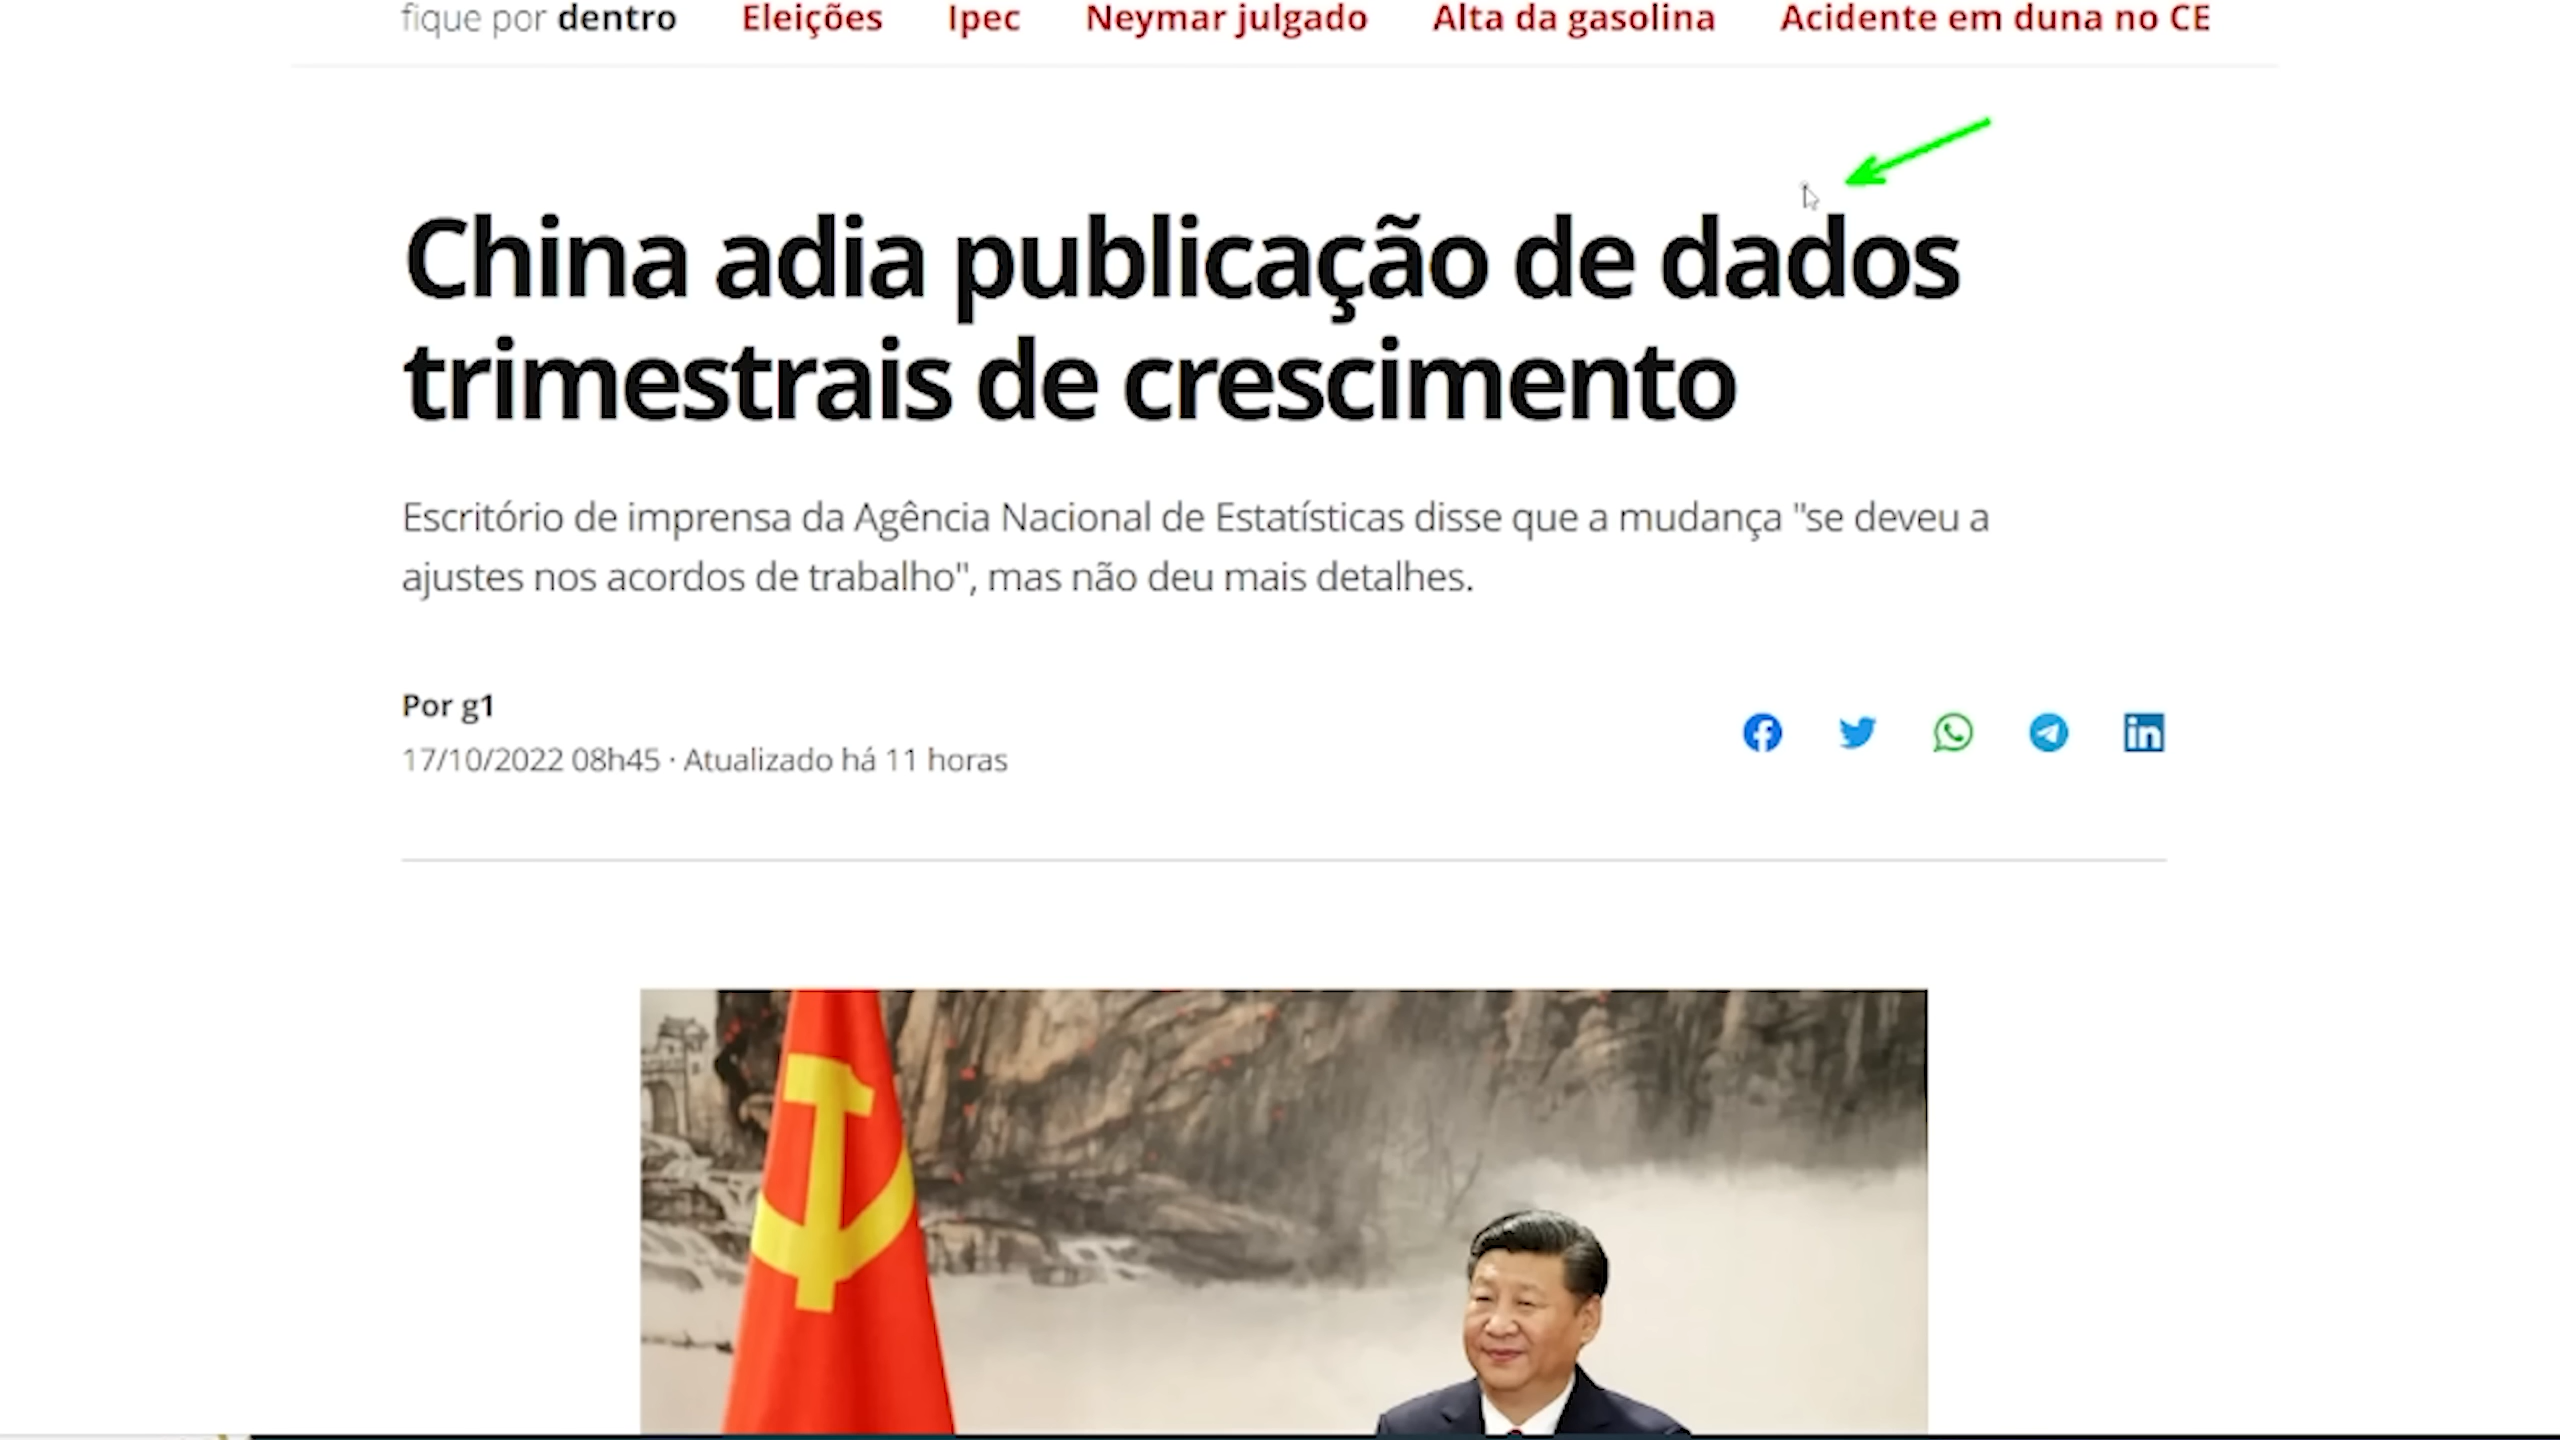 fique por dentro Eleições Ipec Neymar julgado Alta da gasolina Acidente em duna no CE
China adia publicação de dados
trimestrais de crescimento
Escritório de imprensa da Agência Nacional de Estatísticas disse que a mudança "se deveu a
ajustes nos acordos de trabalho", mas não deu mais detalhes.
Por g1
17/10/2022 08h45 · Atualizado há 11 horas